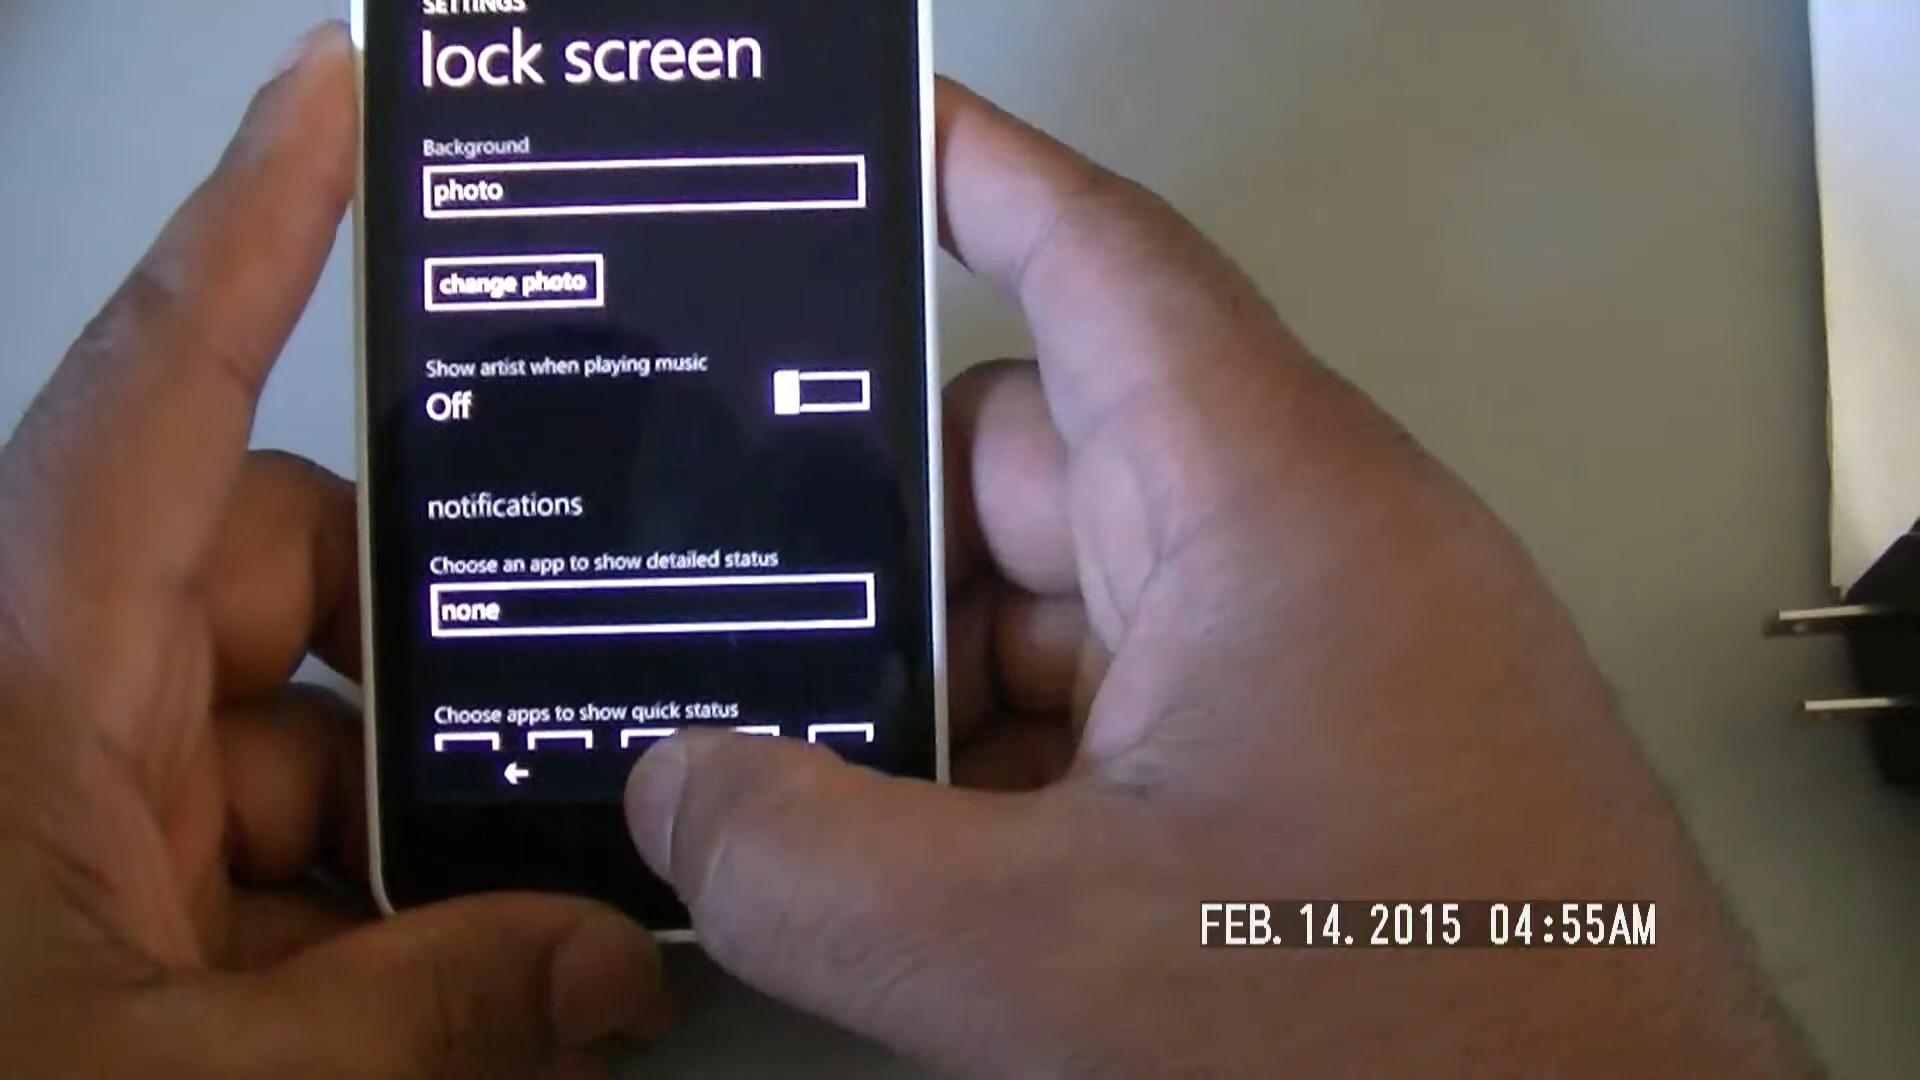 SETTINGS
lock screen
Background
photo
change photo
Show artist when playing music
Off
notifications
Choose an app to show detailed status
none
Choose apps to show quick status
FEB. 14. 2015 04:55AM